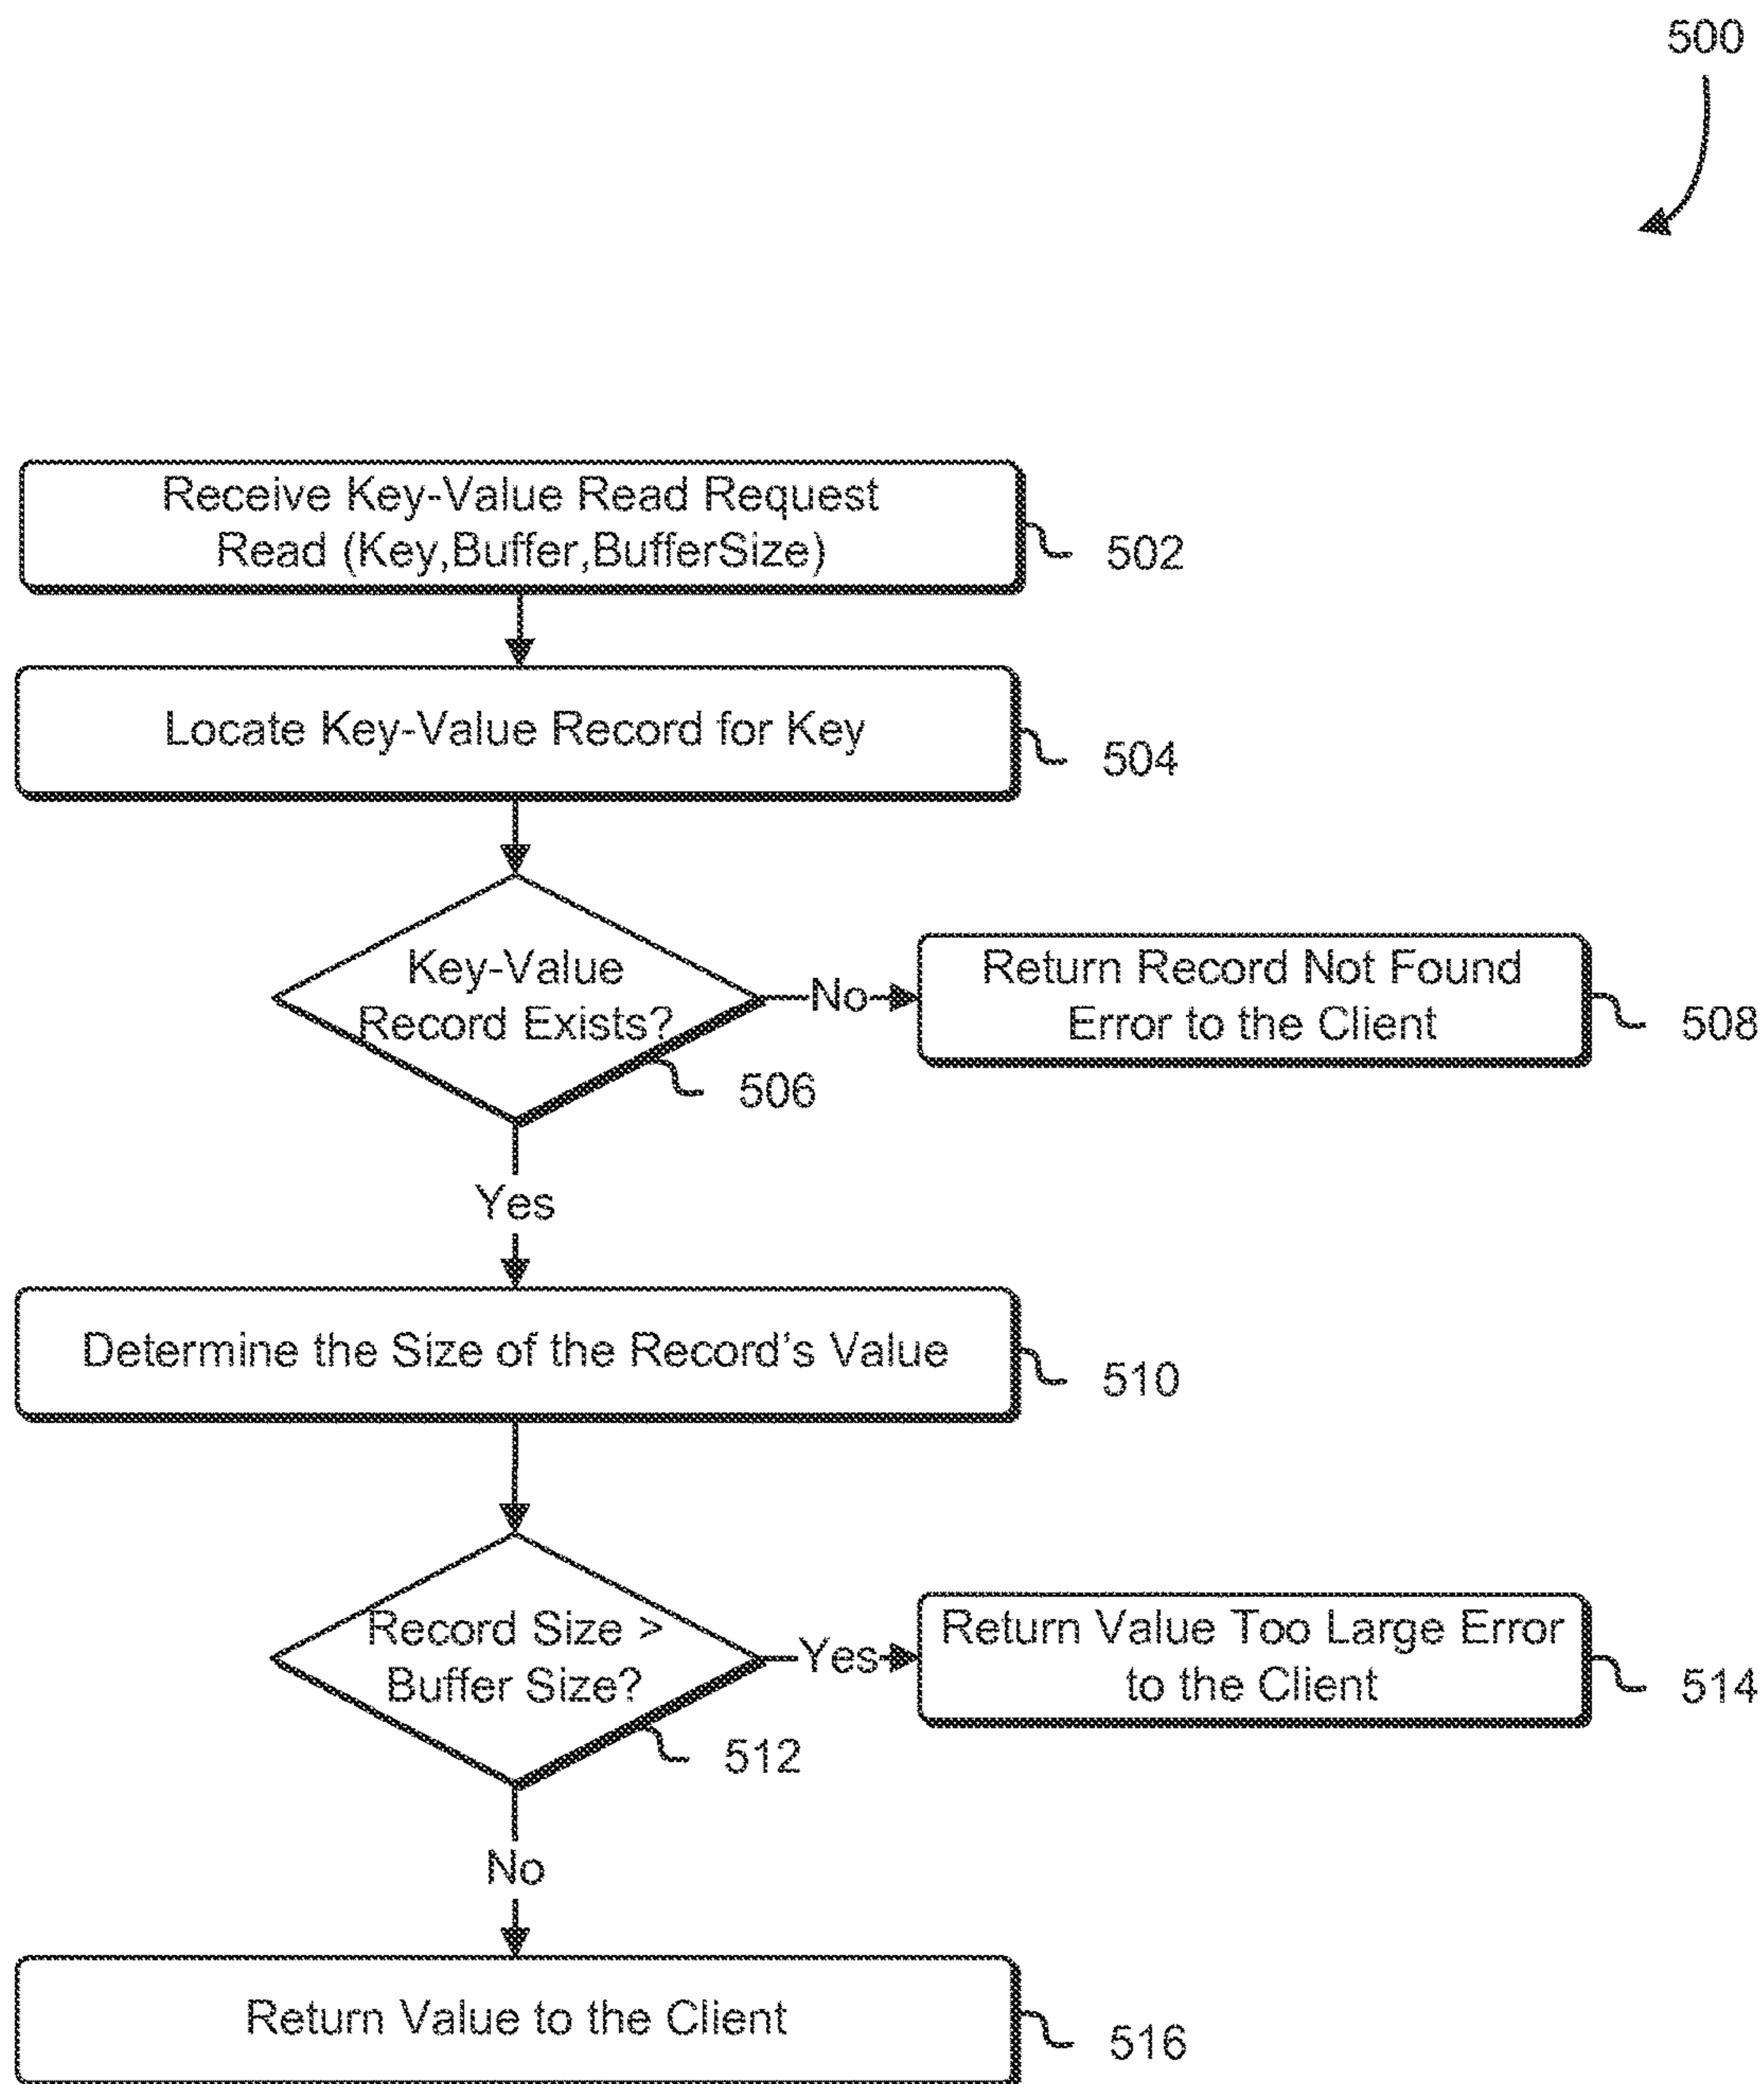 500
Receive Key-Value Read Request
Read (Key,Buffer,BufferSize)
502
Locate Key-Value Record for Key
504
Key-Value
Record Exists?
506
No
Return Record Not Found
Error to the Client
508
Yes
Determine the Size of the Record's Value
510
Record Size >
Buffer Size?
512
Yes
Return Value Too Large Error
to the Client
514
No
Return Value to the Client
516